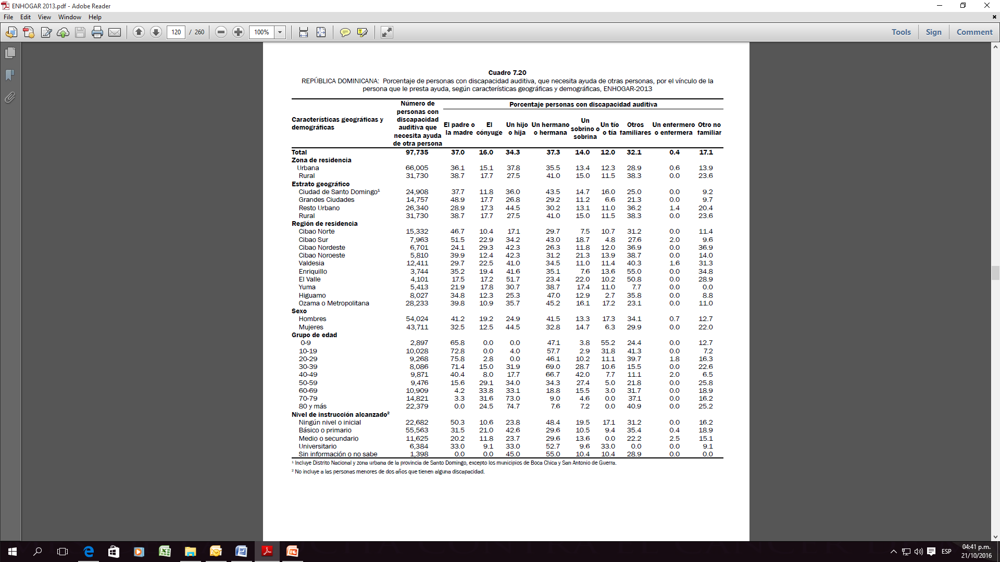 ENHOGAR 2013.pdf - Adobe Reader
File Edit View Window Help
120 / 260 100% Tools Sign Comment
Cuadro 7.20
REPÚBLICA DOMINICANA: Porcentaje de personas con discapacidad auditiva, que necesita ayuda de otras personas, por el vínculo de la
persona que le presta ayuda, según características geográficas y demográficas, ENHOGAR-2013
Características geográficas y
demográficas
Número de
personas con
discapacidad
auditiva que
necesita ayuda
de otra persona
Porcentaje personas con discapacidad auditiva
El padre o
la madre
El
cónyuge
Un hijo
o hija
Un hermano
o hermana
Un
sobrino o
sobrina
Un tío
o tía
Otros
familiares
Un enfermero
o enfermera
Otro no
familiar
Total 97,735 37.0 16.0 34.3 37.3 14.0 12.0 32.1 0.4 17.1
Zona de residencia
Urbana 66,005 36.1 15.1 37.8 35.5 13.4 12.3 28.9 0.6 13.9
Rural 31,730 38.7 17.7 27.5 41.0 15.0 11.5 38.3 0.0 23.6
Estrato geográfico
Ciudad de Santo Domingo¹ 24,908 37.7 11.8 36.0 43.5 14.7 16.0 25.0 0.0 9.2
Grandes Ciudades 14,757 48.9 17.7 26.8 29.2 11.2 6.6 21.3 0.0 9.7
Resto Urbano 26,340 28.9 17.3 44.5 30.2 13.1 11.0 36.2 1.4 20.4
Rural 31,730 38.7 17.7 27.5 41.0 15.0 11.5 38.3 0.0 23.6
Región de residencia
Cibao Norte 15,332 46.7 10.4 17.1 29.7 7.5 10.7 31.2 0.0 11.4
Cibao Sur 7,963 51.5 22.9 34.2 43.0 18.7 4.8 27.6 2.0 9.6
Cibao Nordeste 6,701 24.1 29.3 42.3 26.3 11.8 12.0 36.9 0.0 36.9
Cibao Noroeste 5,810 39.9 12.4 42.3 31.2 21.3 13.9 38.7 0.0 14.0
Valdesia 12,411 29.7 22.5 41.0 34.5 11.0 11.4 40.3 1.6 31.3
Enriquillo 3,744 35.2 19.4 41.6 35.1 7.6 13.6 55.0 0.0 34.8
El Valle 4,101 17.5 17.2 51.7 23.4 22.0 10.2 50.8 0.0 28.9
Yuma 5,413 21.9 17.8 30.7 38.7 17.4 11.0 7.7 0.0 0.0
Higuamo 8,027 34.8 12.3 25.3 47.0 12.9 2.7 35.8 0.0 8.8
Ozama o Metropolitana 28,233 39.8 10.9 35.7 45.2 16.1 17.2 23.1 0.0 11.0
Sexo
Hombres 54,024 41.2 19.2 24.9 41.5 13.3 17.3 34.1 0.7 12.7
Mujeres 43,711 32.5 12.5 44.5 32.8 14.7 6.3 29.9 0.0 22.0
Grupo de edad
0-9 2,897 65.8 0.0 0.0 47.1 3.8 55.2 24.4 0.0 12.7
10-19 10,028 72.8 0.0 4.0 57.7 2.9 31.8 41.3 0.0 7.2
20-29 9,268 75.8 2.8 0.0 46.1 10.2 11.1 39.7 1.8 16.3
30-39 8,086 71.4 15.0 31.9 69.0 28.7 10.6 15.5 0.0 22.6
40-49 9,871 40.4 8.0 17.7 66.7 42.0 7.7 11.1 2.0 6.5
50-59 9,476 15.6 29.1 34.0 34.3 27.4 5.0 21.8 0.0 25.8
60-69 10,909 4.2 33.8 33.1 18.8 15.5 3.0 31.7 0.0 18.9
70-79 14,821 3.3 31.6 73.0 9.0 4.6 0.0 37.1 0.0 16.2
80 y más 22,379 0.0 24.5 74.7 7.6 7.2 0.0 40.9 0.0 25.2
Nivel de instrucción alcanzado²
Ningún nivel o inicial 22,682 50.3 10.6 23.8 48.4 19.5 17.1 31.2 0.0 16.2
Básico o primario 55,563 31.5 21.0 42.6 29.6 10.5 9.4 35.4 0.4 18.9
Medio o secundario 11,625 20.2 11.8 23.7 29.6 13.6 0.0 22.2 2.5 15.1
Universitario 6,384 33.0 9.1 33.0 52.7 9.6 33.0 0.0 0.0 9.1
Sin información o no sabe 1,398 0.0 0.0 45.0 55.0 10.4 10.4 28.9 0.0 0.0
¹ Incluye Distrito Nacional y zona urbana de la provincia de Santo Domingo, excepto los municipios de Boca Chica y San Antonio de Guerra.
² No incluye a las personas menores de dos años que tienen alguna discapacidad.
ESP
04:41 p.m.
21/10/2016